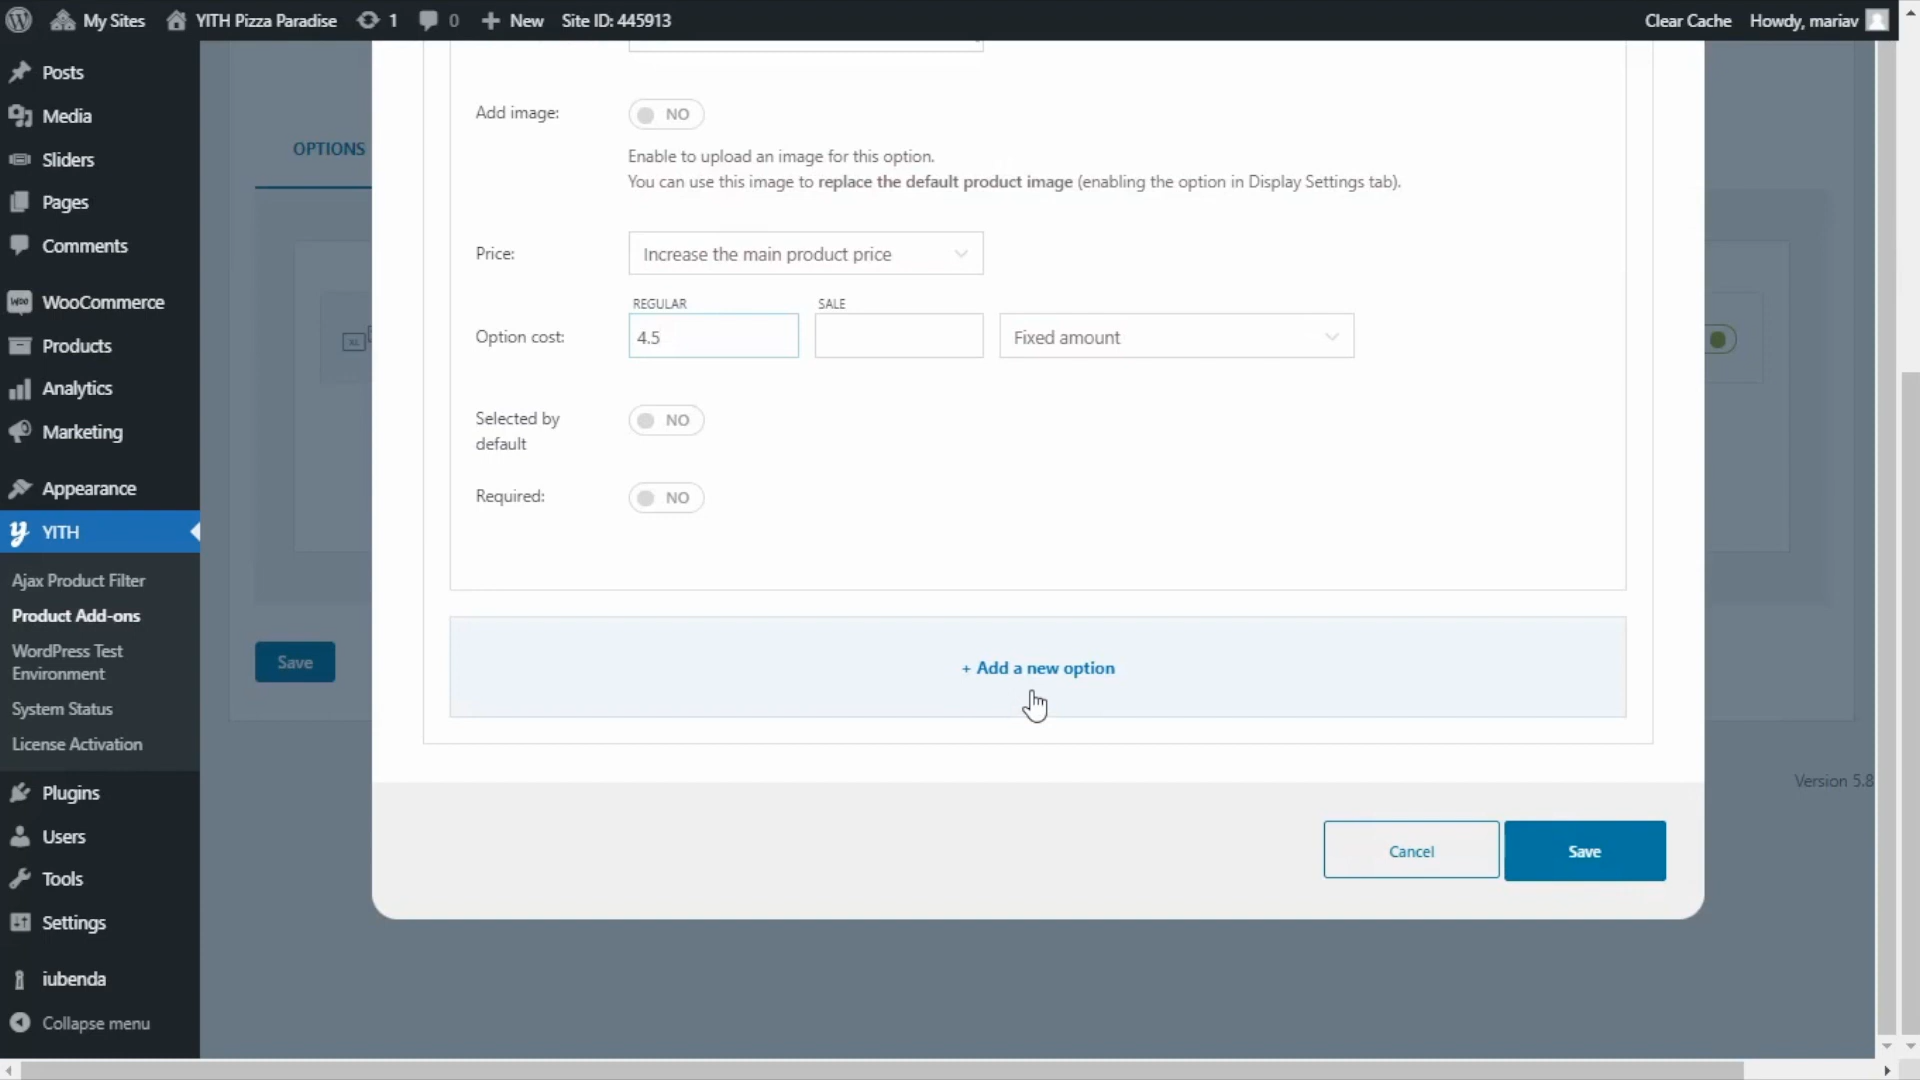 My Sites YITH Pizza Paradise 1 0 New Site ID: 445913 Clear Cache Howdy, mariav
Posts
Media
Sliders
Pages
Comments
WooCommerce
Products
Analytics
Marketing
Appearance
YITH
Ajax Product Filter
Product Add-ons
WordPress Test
Environment
System Status
License Activation
Plugins
Users
Tools
Settings
iubenda
Collapse menu
OPTIONS
XL
Save
Add image: NO
Enable to upload an image for this option.
You can use this image to replace the default product image (enabling the option in Display Settings tab).
Price: Increase the main product price
REGULAR SALE
Option cost: 4.5 Fixed amount
Selected by
default
NO
Required: NO
+ Add a new option
Cancel Save
Version 5.8